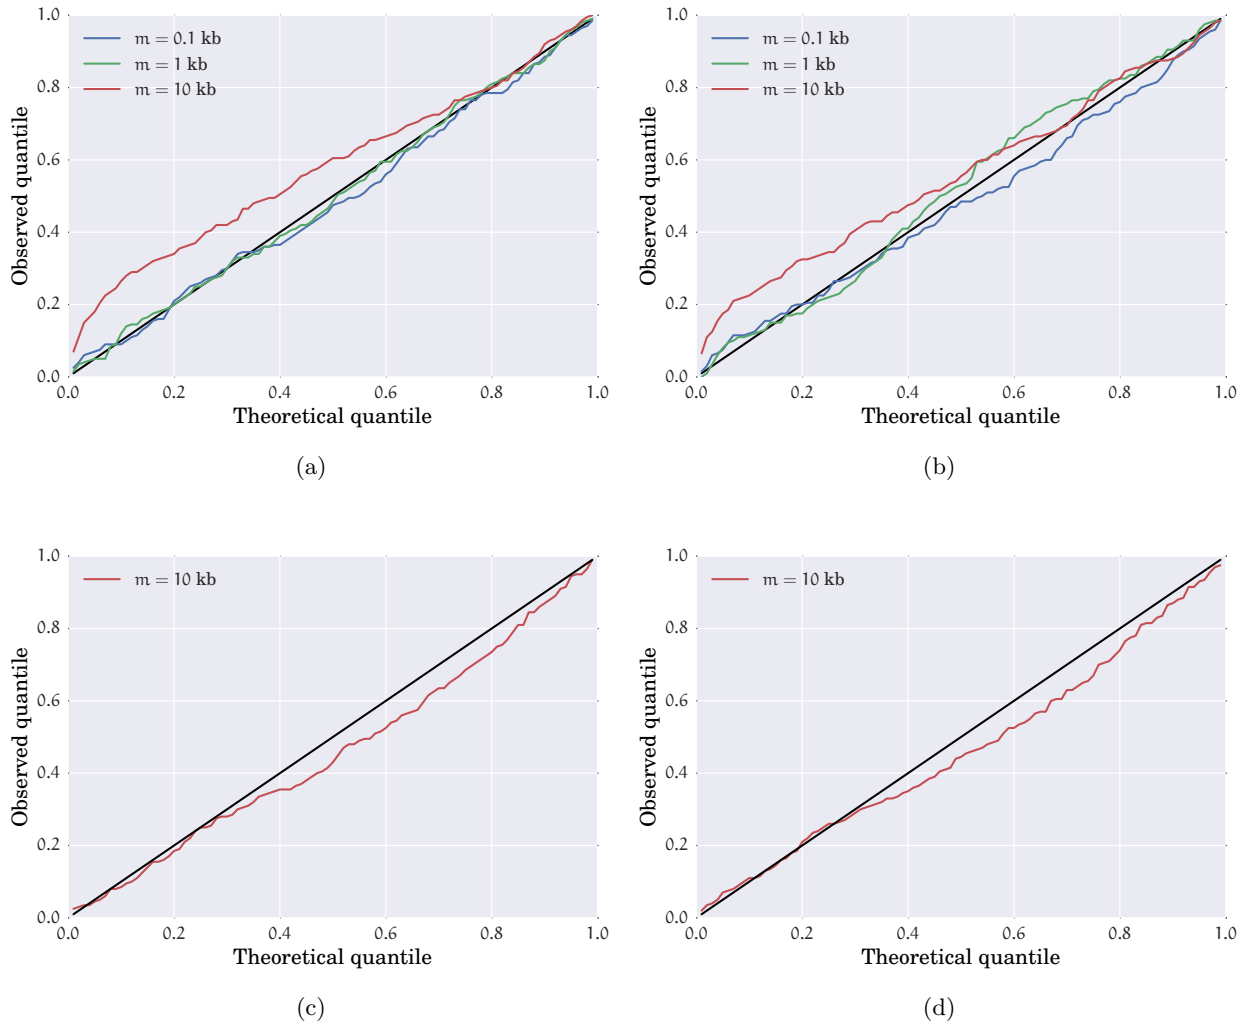 1.0
m = 0.1 kb
m = 1 kb
m = 10 kb
0.8
0.6
0.4
0.2
0.0
Observed quantile
0.0 0.2 0.4 0.6 0.8 1.0
Theoretical quantile
(a)
1.0
m = 0.1 kb
m = 1 kb
m = 10 kb
0.8
0.6
0.4
0.2
0.0
Observed quantile
0.0 0.2 0.4 0.6 0.8 1.0
Theoretical quantile
(b)
1.0
m = 10 kb
0.8
0.6
0.4
0.2
0.0
Observed quantile
0.0 0.2 0.4 0.6 0.8 1.0
Theoretical quantile
(c)
1.0
m = 10 kb
0.8
0.6
0.4
0.2
0.0
Observed quantile
0.0 0.2 0.4 0.6 0.8 1.0
Theoretical quantile
(d)